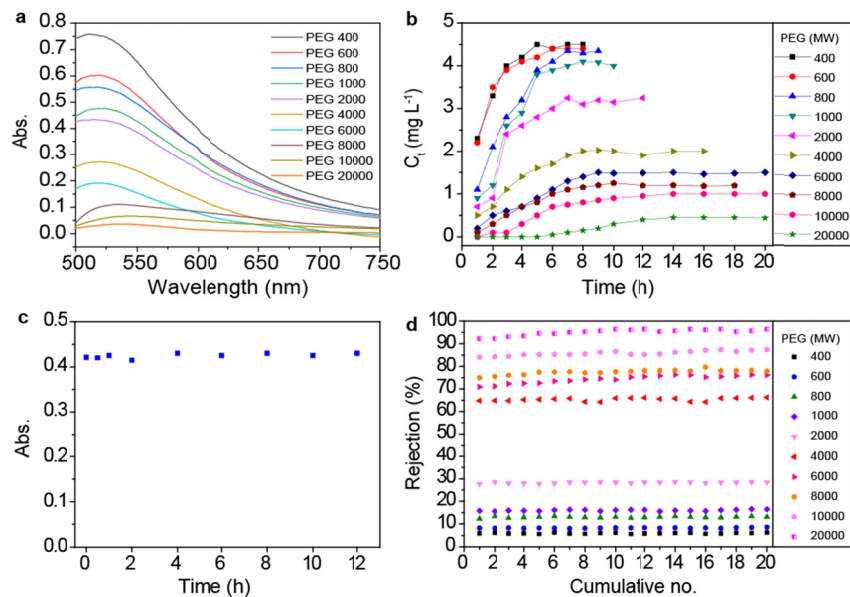 a
Abs.
0.8
0.7
0.6
0.5
0.4
0.3
0.2
0.1
0.0
500 550 600 650 700 750
Wavelength (nm)
PEG 400
PEG 600
PEG 800
PEG 1000
PEG 2000
PEG 4000
PEG 6000
PEG 8000
PEG 10000
PEG 20000
b
Ct (mg L-1)
5
4
3
2
1
0
0 2 4 6 8 10 12 14 16 18 20
Time (h)
PEG (MW)
400
600
800
1000
2000
4000
6000
8000
10000
20000
c
Abs.
0.5
0.4
0.3
0.2
0.1
0.0
0 2 4 6 8 10 12
Time (h)
d
Rejection (%)
100
90
80
70
60
50
40
30
20
10
0
0 2 4 6 8 10 12 14 16 18 20
Cumulative no.
PEG (MW)
400
600
800
1000
2000
4000
6000
8000
10000
20000